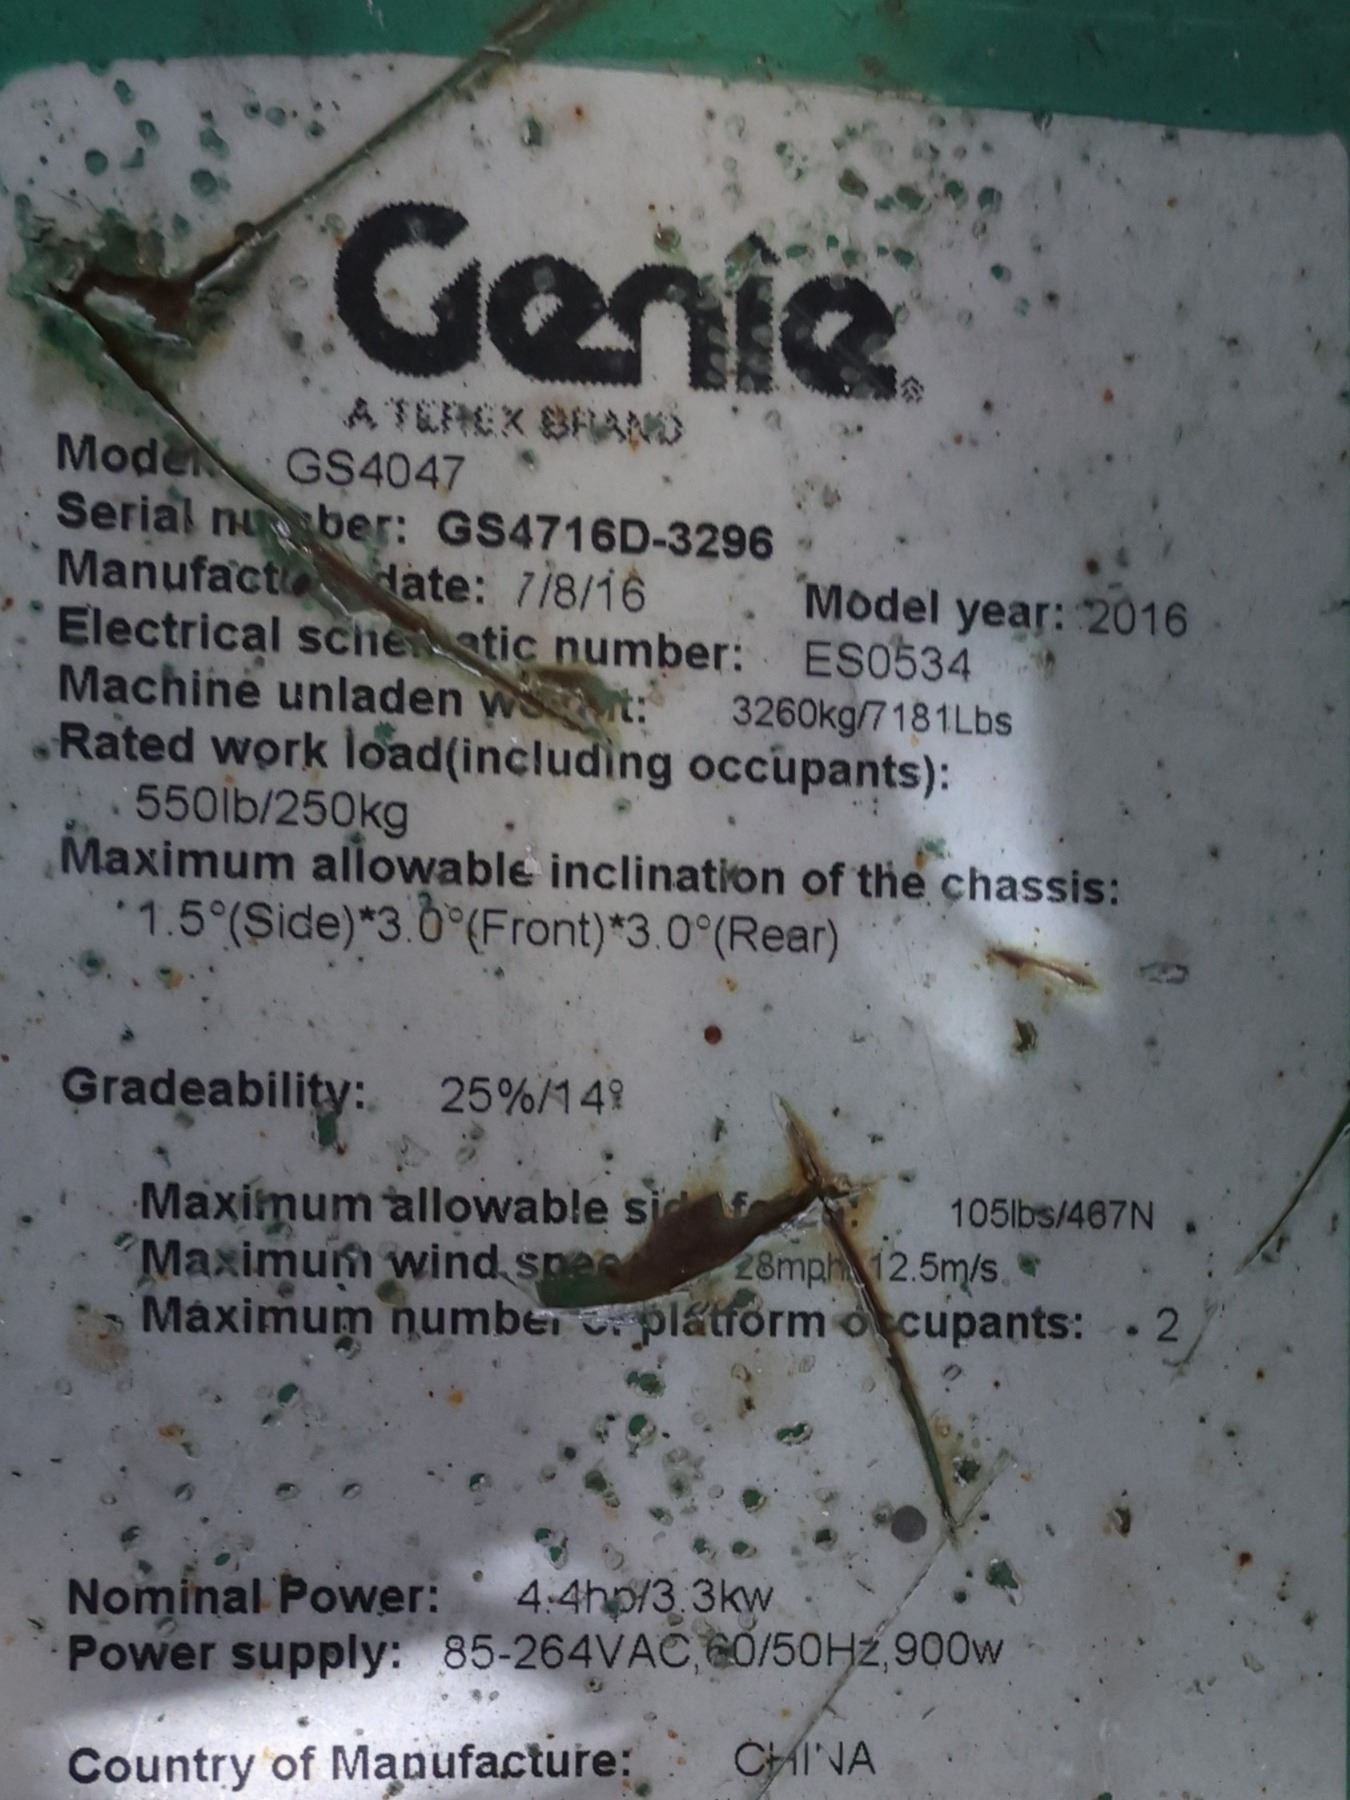 Genie®
A TEREX BRAND
Model: GS4047
Serial number: GS4716D-3296
Manufacture date: 7/8/16 Model year: 2016
Electrical schematic number: ES0534
Machine unladen weight: 3260kg/7181Lbs
Rated work load(including occupants):
550lb/250kg
Maximum allowable inclination of the chassis:
1.5°(Side)*3.0°(Front)*3.0°(Rear)
Gradeability: 25%/14°
Maximum allowable side force: 105lbs/467N
Maximum wind speed: 28mph/12.5m/s
Maximum number of platform occupants: 2
Nominal Power: 4.4hp/3.3kw
Power supply: 85-264VAC,60/50Hz,900w
Country of Manufacture: CHINA